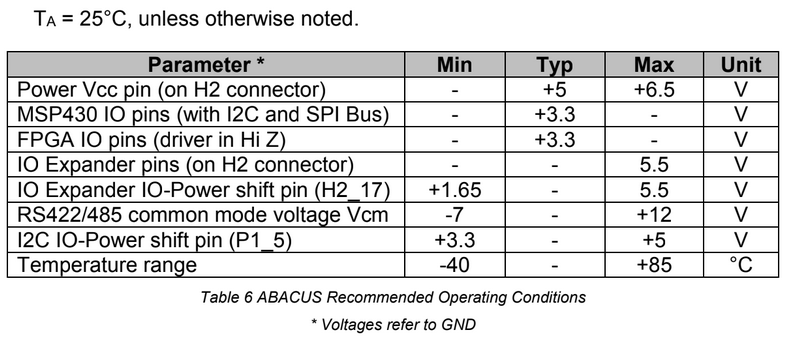 TA = 25°C, unless otherwise noted.
Parameter * Min Typ Max Unit
Power Vcc pin (on H2 connector) - +5 +6.5 V
MSP430 IO pins (with I2C and SPI Bus) +3.3 - V
FPGA IO pins (driver in Hi Z) +3.3 - V
IO Expander pins (on H2 connector) - - 5.5 V
IO Expander IO-Power shift pin (H2_17) +1.65 - 5.5 V
RS422/485 common mode voltage Vcm -7 - +12 V
I2C IO-Power shift pin (P1_5) +3.3 - +5 V
Temperature range -40 - +85 °C
Table 6 ABACUS Recommended Operating Conditions
* Voltages refer to GND